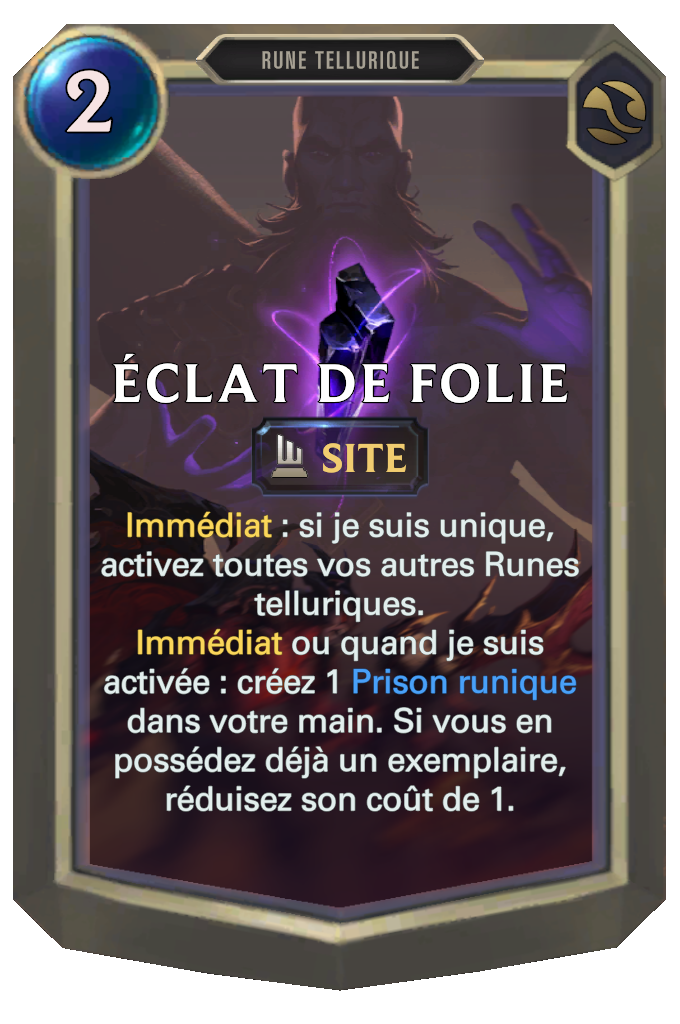 2
RUNE TELLURIQUE
ÉCLAT DE FOLIE
SITE
Immédiat : si je suis unique,
activez toutes vos autres Runes
telluriques.
Immédiat ou quand je suis
activée : créez 1 Prison runique
dans votre main. Si vous en
possédez déjà un exemplaire,
réduisez son coût de 1.